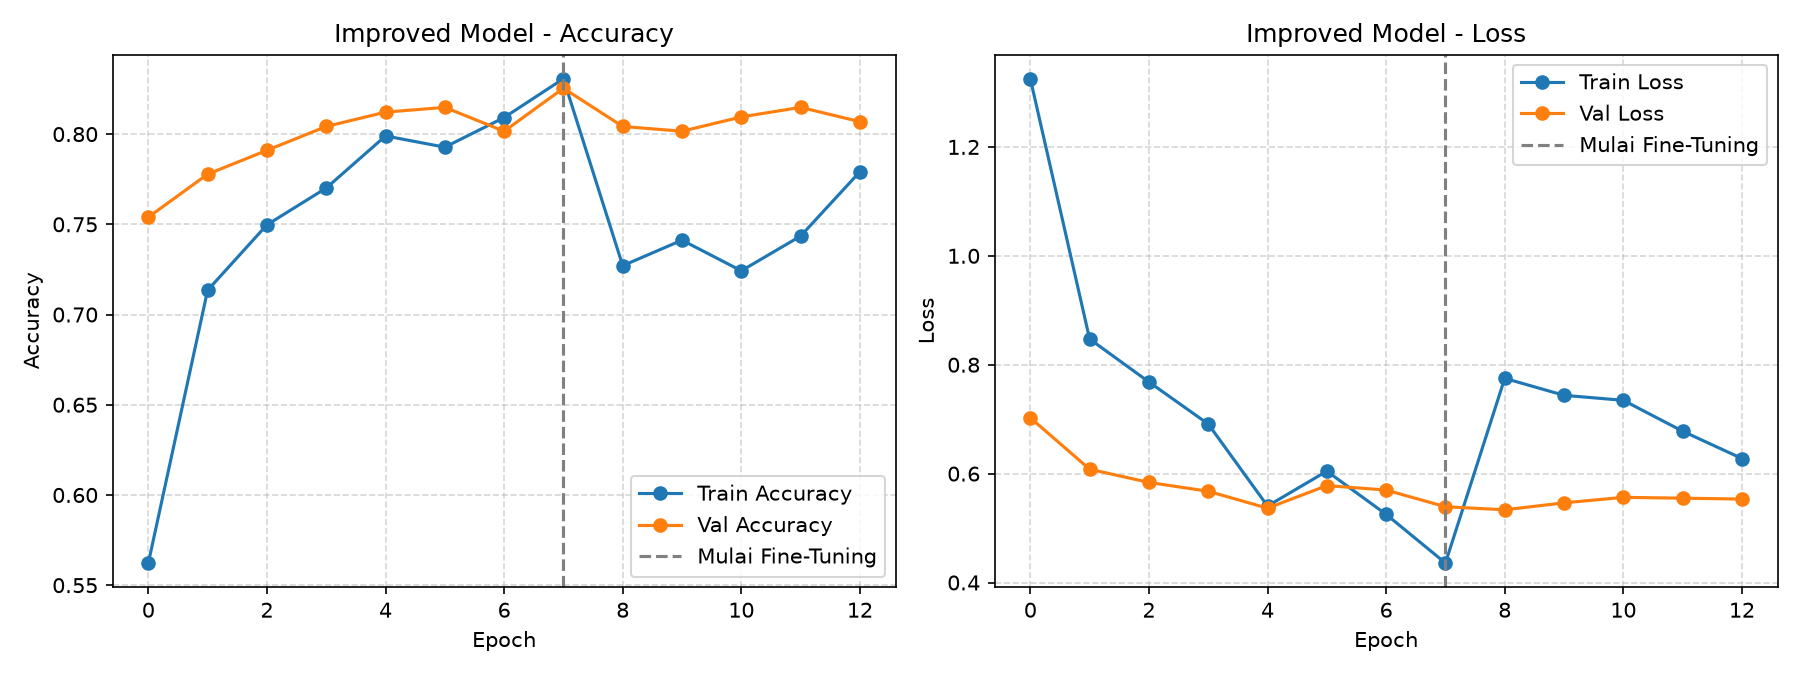 Improved Model - Accuracy
Accuracy
0.80
0.75
0.70
0.65
0.60
0.55
0 2 4 6 8 10 12
Epoch
Train Accuracy
Val Accuracy
Mulai Fine-Tuning
Improved Model - Loss
Loss
1.2
1.0
0.8
0.6
0.4
0 2 4 6 8 10 12
Epoch
Train Loss
Val Loss
Mulai Fine-Tuning